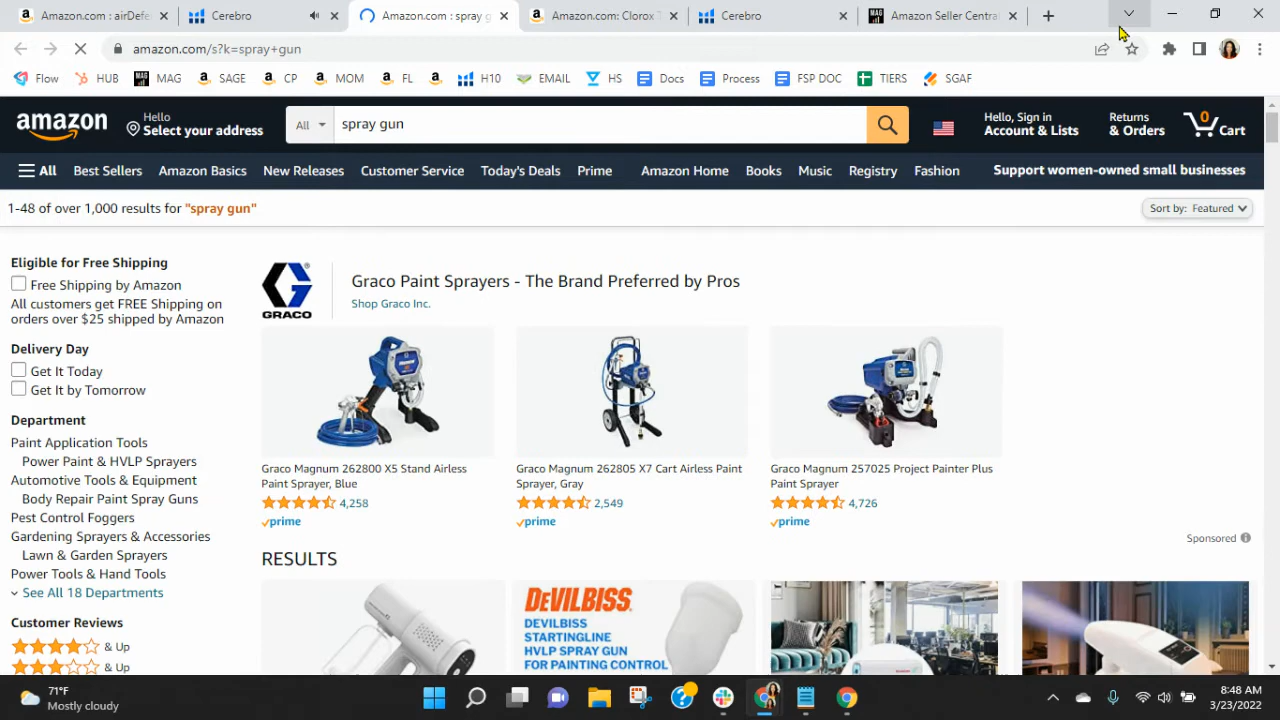 Amazon.com : airDefe
Cerebro
Amazon.com : spray g
Amazon.com: Clorox T
Cerebro
Amazon Seller Centra
amazon.com/s?k=spray+gun
Flow
HUB
MAG
SAGE
CP
MOM
FL
H10
EMAIL
HS
Docs
Process
FSP DOC
TIERS
SGAF
amazon
Hello
Select your address
All
spray gun
Hello, Sign in
Account & Lists
Returns
& Orders
0
Cart
All
Best Sellers
Amazon Basics
New Releases
Customer Service
Today's Deals
Prime
Amazon Home
Books
Music
Registry
Fashion
Support women-owned small businesses
1-48 of over 1,000 results for "spray gun"
Sort by: Featured
Eligible for Free Shipping
Free Shipping by Amazon
All customers get FREE Shipping on
orders over $25 shipped by Amazon
Delivery Day
Get It Today
Get It by Tomorrow
Department
Paint Application Tools
Power Paint & HVLP Sprayers
Automotive Tools & Equipment
Body Repair Paint Spray Guns
Pest Control Foggers
Gardening Sprayers & Accessories
Lawn & Garden Sprayers
Power Tools & Hand Tools
See All 18 Departments
Customer Reviews
& Up
& Up
GRACO
Graco Paint Sprayers - The Brand Preferred by Pros
Shop Graco Inc.
Graco Magnum 262800 X5 Stand Airless
Paint Sprayer, Blue
4,258
prime
Graco Magnum 262805 X7 Cart Airless Paint
Sprayer, Gray
2,549
prime
Graco Magnum 257025 Project Painter Plus
Paint Sprayer
4,726
prime
Sponsored
RESULTS
DEVILBISS
DEVILBISS
STARTINGLINE
HVLP SPRAY GUN
FOR PAINTING CONTROL
71°F
Mostly cloudy
8:48 AM
3/23/2022